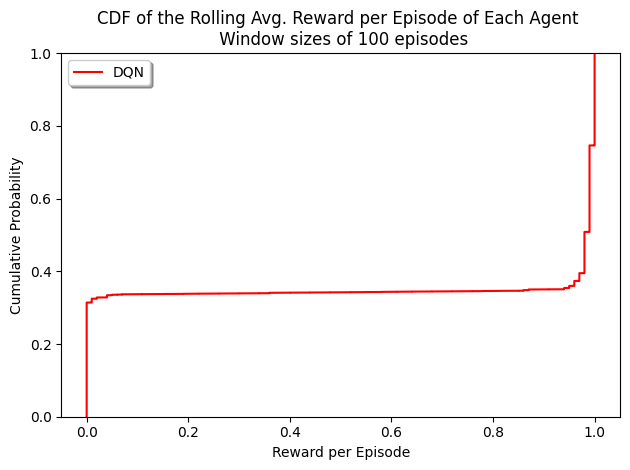 CDF of the Rolling Avg. Reward per Episode of Each Agent
Window sizes of 100 episodes
DQN
1.0
0.8
0.6
0.4
0.2
0.0
Cumulative Probability
0.0 0.2 0.4 0.6 0.8 1.0
Reward per Episode